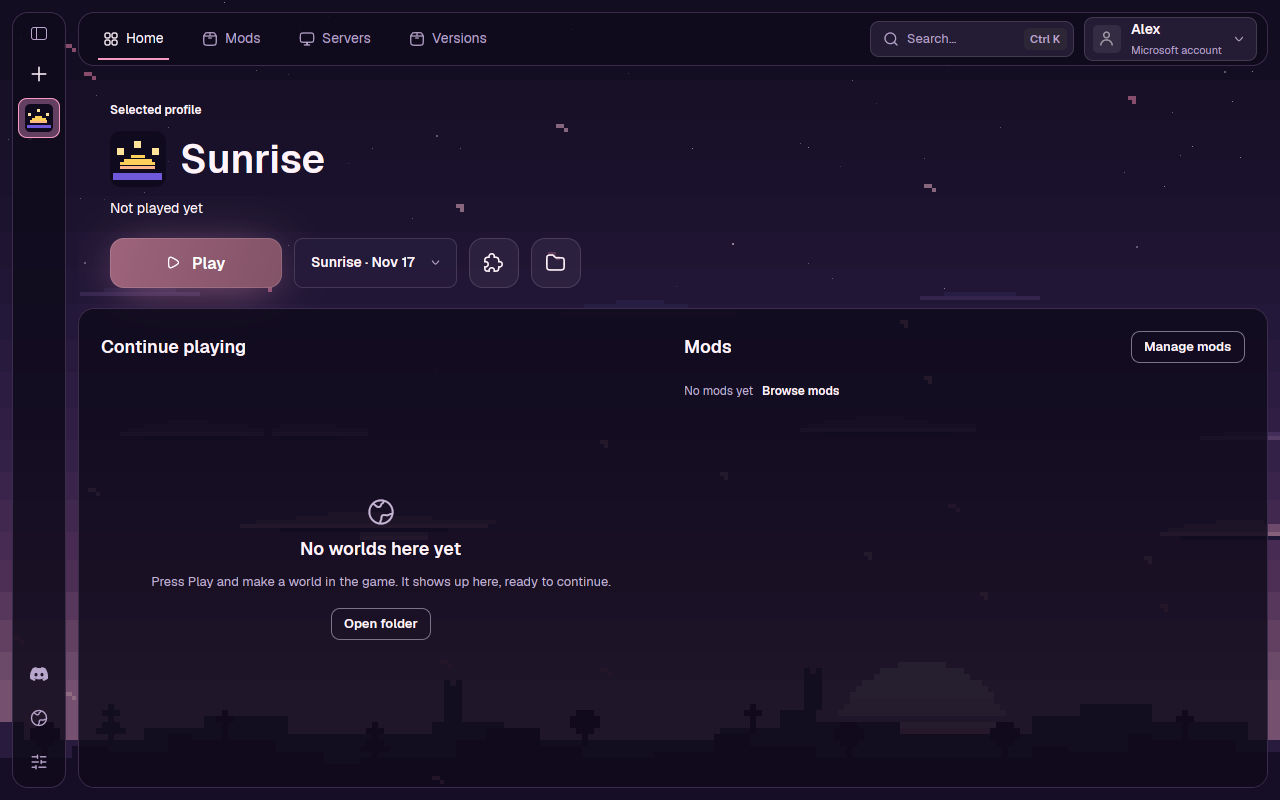 Home
Mods
Servers
Versions
Search...
Ctrl K
Alex
Microsoft account
Selected profile
Sunrise
Not played yet
Play
Sunrise · Nov 17
Continue playing
Mods
Manage mods
No mods yet Browse mods
No worlds here yet
Press Play and make a world in the game. It shows up here, ready to continue.
Open folder